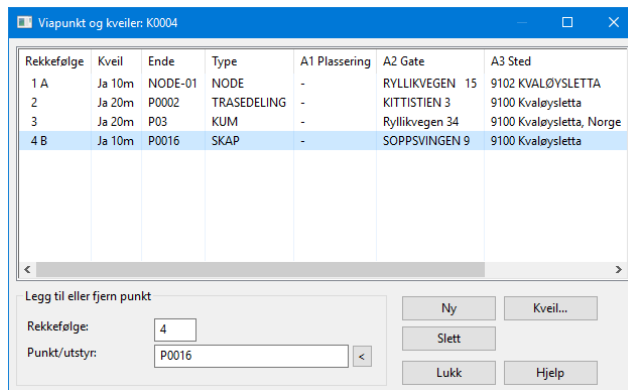 Viapunkt og kveiler: K0004
Rekkefølge Kveil Ende Type A1 Plassering A2 Gate A3 Sted
1 A Ja 10m NODE-01 NODE - RYLLIKVEGEN 15 9102 KVALØYSLETTA
2 Ja 20m P0002 TRASEDELING - KITTISTIEN 3 9100 Kvaløysletta
3 Ja 20m P03 KUM - Ryllikvegen 34 9100 Kvaløysletta, Norge
4 B Ja 10m P0016 SKAP - SOPPSVINGEN 9 9100 Kvaløysletta
Legg til eller fjern punkt
Rekkefølge: 4
Punkt/utstyr: P0016 <
Ny Kveil...
Slett
Lukk Hjelp